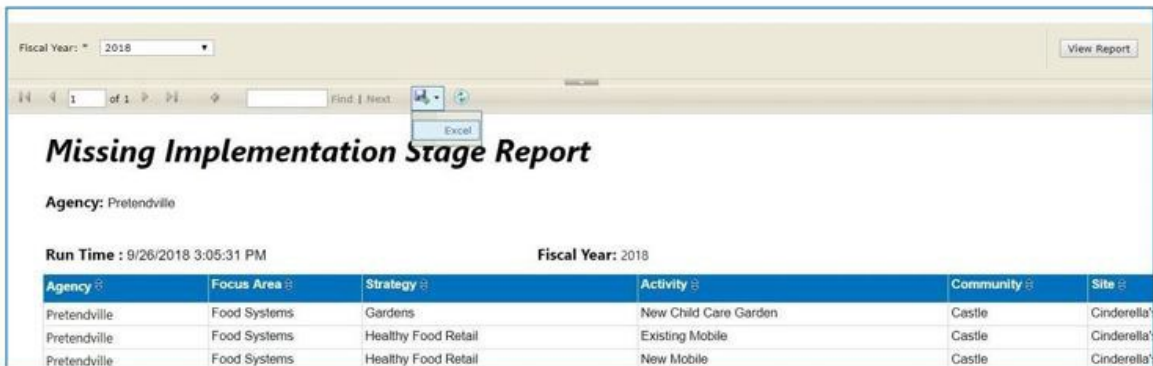 Fiscal Year: * 2018
View Report
1 of 1 Find | Next
Excel
Missing Implementation Stage Report
Agency: Pretendville
Run Time : 9/26/2018 3:05:31 PM Fiscal Year: 2018
Agency Focus Area Strategy Activity Community Site
Pretendville Food Systems Gardens New Child Care Garden Castle Cinderella's
Pretendville Food Systems Healthy Food Retail Existing Mobile Castle Cinderella's
Pretendville Food Systems Healthy Food Retail New Mobile Castle Cinderella's